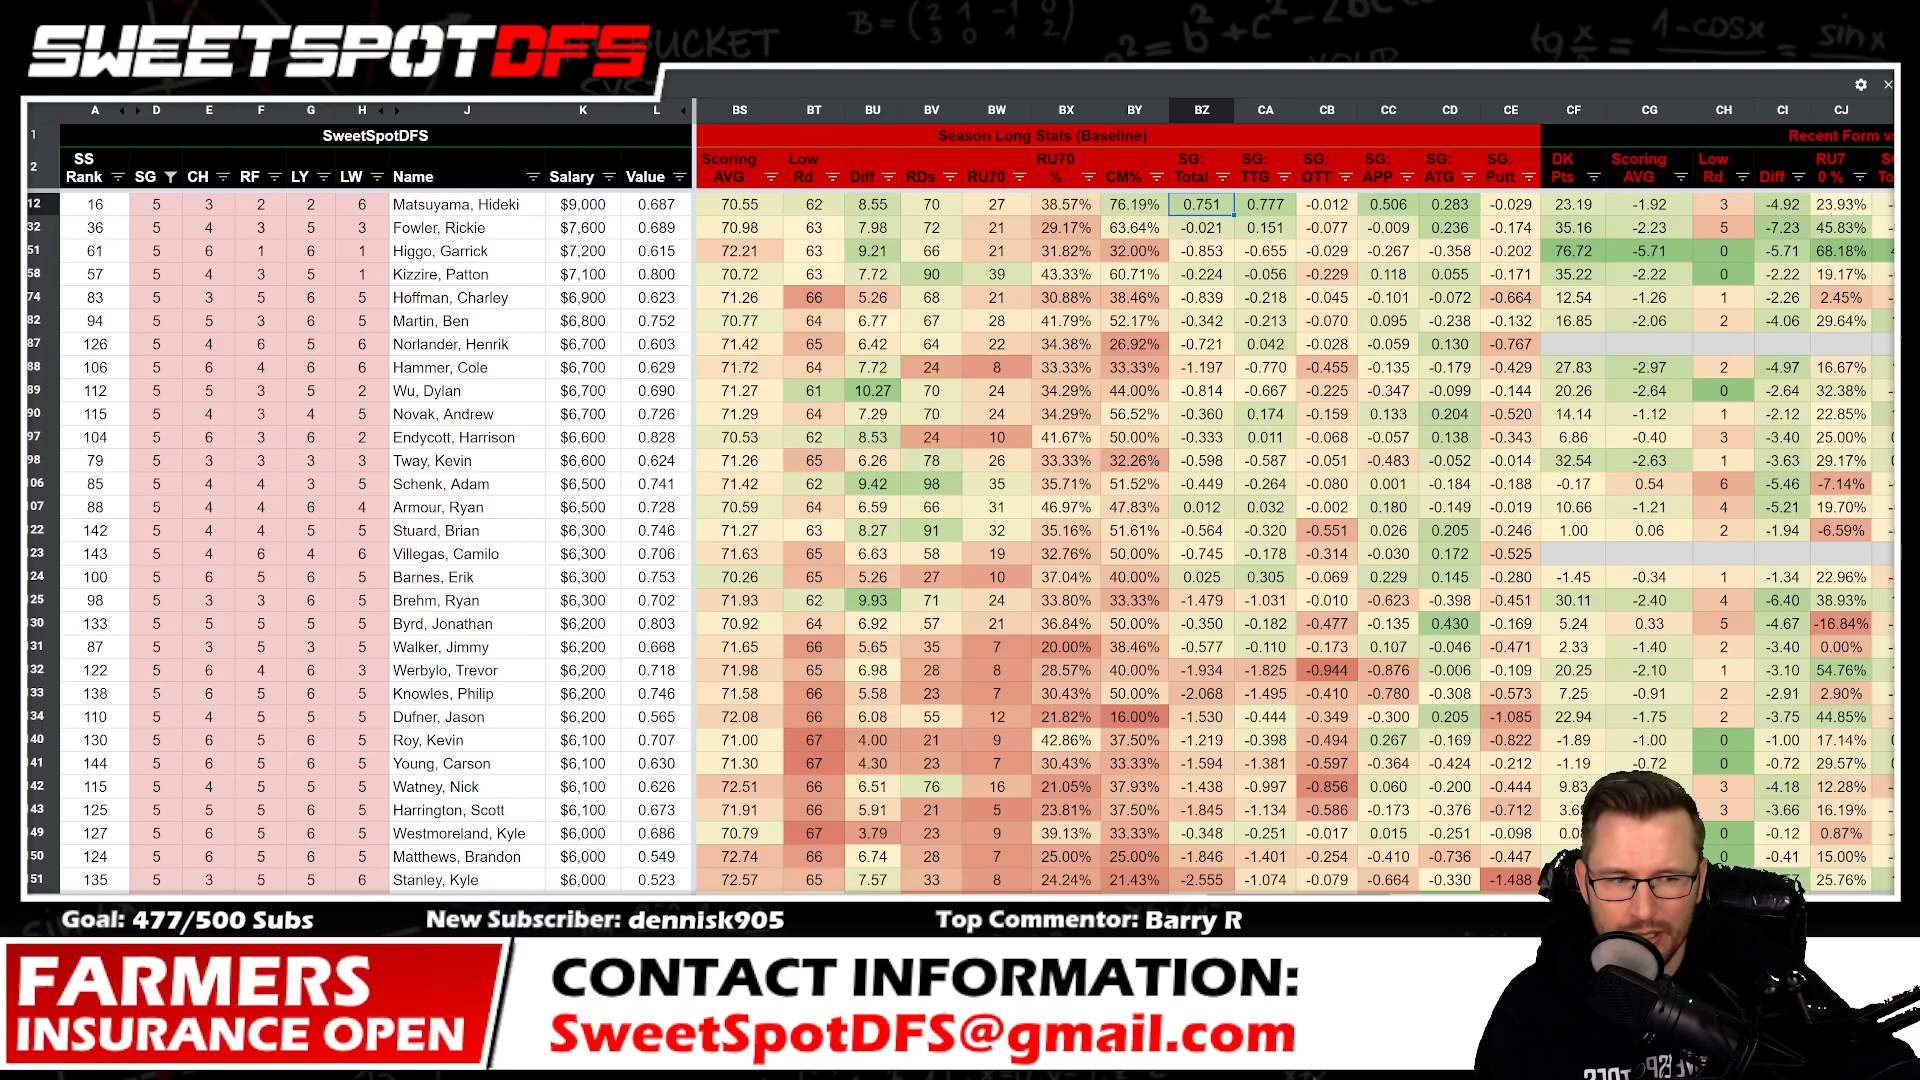 SWEETSPOTDFS
A D E F G H J K L BS BT BU BV BW BX BY BZ CA CB CC CD CE CF CG CH CI CJ
1 SweetSpotDFS Season Long Stats (Baseline) Recent Form
2 SS Rank SG CH RF LY LW Name Salary Value Scoring AVG Low Rd Diff RDs RU70 RU70 % CM% SG: Total SG: TTG SG: OTT SG: APP SG: ATG SG: Putt DK Pts Scoring AVG Low Rd Diff RU7 0 %
12 16 5 3 2 2 6 Matsuyama, Hideki $9,000 0.687 70.55 62 8.55 70 27 38.57% 76.19% 0.751 0.777 -0.012 0.506 0.283 -0.029 23.19 -1.92 3 -4.92 23.93%
32 36 5 4 3 5 3 Fowler, Rickie $7,600 0.689 70.98 63 7.98 72 21 29.17% 63.64% -0.021 0.151 -0.077 -0.009 0.236 -0.174 35.16 -2.23 5 -7.23 45.83%
51 61 5 6 1 6 1 Higgo, Garrick $7,200 0.615 72.21 63 9.21 66 21 31.82% 32.00% -0.853 -0.655 -0.029 -0.267 -0.358 -0.202 76.72 -5.71 0 -5.71 68.18%
58 57 5 4 3 5 1 Kizzire, Patton $7,100 0.800 70.72 63 7.72 90 39 43.33% 60.71% -0.224 -0.056 -0.229 0.118 0.055 -0.171 35.22 -2.22 0 -2.22 19.17%
74 83 5 3 5 6 5 Hoffman, Charley $6,900 0.623 71.26 66 5.26 68 21 30.88% 38.46% -0.839 -0.218 -0.045 -0.101 -0.072 -0.664 12.54 -1.26 1 -2.26 2.45%
82 94 5 5 3 6 5 Martin, Ben $6,800 0.752 70.77 64 6.77 67 28 41.79% 52.17% -0.342 -0.213 -0.070 0.095 -0.238 -0.132 16.85 -2.06 2 -4.06 29.64%
87 126 5 4 6 5 6 Norlander, Henrik $6,700 0.603 71.42 65 6.42 64 22 34.38% 26.92% -0.721 0.042 -0.028 -0.059 0.130 -0.767
88 106 5 6 4 6 6 Hammer, Cole $6,700 0.629 71.72 64 7.72 24 8 33.33% 33.33% -1.197 -0.770 -0.455 -0.135 -0.179 -0.429 27.83 -2.97 2 -4.97 16.67%
89 112 5 5 3 5 2 Wu, Dylan $6,700 0.690 71.27 61 10.27 70 24 34.29% 44.00% -0.814 -0.667 -0.225 -0.347 -0.099 -0.144 20.26 -2.64 0 -2.64 32.38%
90 115 5 4 3 4 5 Novak, Andrew $6,700 0.726 71.29 64 7.29 70 24 34.29% 56.52% -0.360 0.174 -0.159 0.133 0.204 -0.520 14.14 -1.12 1 -2.12 22.85%
97 104 5 6 3 6 2 Endycott, Harrison $6,600 0.828 70.53 62 8.53 24 10 41.67% 50.00% -0.333 0.011 -0.068 -0.057 0.138 -0.343 6.86 -0.40 3 -3.40 25.00%
98 79 5 3 3 3 3 Tway, Kevin $6,600 0.624 71.26 65 6.26 78 26 33.33% 32.26% -0.598 -0.587 -0.051 -0.483 -0.052 -0.014 32.54 -2.63 1 -3.63 29.17%
106 85 5 4 4 3 5 Schenk, Adam $6,500 0.741 71.42 62 9.42 98 35 35.71% 51.52% -0.449 -0.264 -0.080 0.001 -0.184 -0.188 -0.17 0.54 6 -5.46 -7.14%
107 88 5 4 4 6 4 Armour, Ryan $6,500 0.728 70.59 64 6.59 66 31 46.97% 47.83% 0.012 0.032 -0.002 0.180 -0.149 -0.019 10.66 -1.21 4 -5.21 19.70%
122 142 5 4 4 5 5 Stuard, Brian $6,300 0.746 71.27 63 8.27 91 32 35.16% 51.61% -0.564 -0.320 -0.551 0.026 0.205 -0.246 1.00 0.06 2 -1.94 -6.59%
123 143 5 4 6 4 6 Villegas, Camilo $6,300 0.706 71.63 65 6.63 58 19 32.76% 50.00% -0.745 -0.178 -0.314 -0.030 0.172 -0.525
124 100 5 6 5 6 5 Barnes, Erik $6,300 0.753 70.26 65 5.26 27 10 37.04% 40.00% 0.025 0.305 -0.069 0.229 0.145 -0.280 -1.45 -0.34 1 -1.34 22.96%
125 98 5 3 3 6 5 Brehm, Ryan $6,300 0.702 71.93 62 9.93 71 24 33.80% 33.33% -1.479 -1.031 -0.010 -0.623 -0.398 -0.451 30.11 -2.40 4 -6.40 38.93%
130 133 5 5 5 6 5 Byrd, Jonathan $6,200 0.803 70.92 64 6.92 57 21 36.84% 50.00% -0.350 -0.182 -0.477 -0.135 0.430 -0.169 5.24 0.33 5 -4.67 -16.84%
131 87 5 3 5 3 5 Walker, Jimmy $6,200 0.668 71.65 66 5.65 35 7 20.00% 38.46% -0.577 -0.110 -0.173 0.107 -0.046 -0.471 2.33 -1.40 2 -3.40 0.00%
132 122 5 6 4 6 3 Werbylo, Trevor $6,200 0.718 71.98 65 6.98 28 8 28.57% 40.00% -1.934 -1.825 -0.944 -0.876 -0.006 -0.109 20.25 -2.10 1 -3.10 54.76%
133 138 5 6 5 6 5 Knowles, Philip $6,200 0.746 71.58 66 5.58 23 7 30.43% 50.00% -2.068 -1.495 -0.410 -0.780 -0.308 -0.573 7.25 -0.91 2 -2.91 2.90%
134 110 5 4 5 5 5 Dufner, Jason $6,200 0.565 72.08 66 6.08 55 12 21.82% 16.00% -1.530 -0.444 -0.349 -0.300 0.205 -1.085 22.94 -1.75 2 -3.75 44.85%
140 130 5 6 5 6 5 Roy, Kevin $6,100 0.707 71.00 67 4.00 21 9 42.86% 37.50% -1.219 -0.398 -0.494 0.267 -0.169 -0.822 -1.89 -1.00 0 -1.00 17.14%
141 144 5 6 5 6 5 Young, Carson $6,100 0.630 71.30 67 4.30 23 7 30.43% 33.33% -1.594 -1.381 -0.597 -0.364 -0.424 -0.212 -1.19 -0.72 0 -0.72 29.57%
142 115 5 4 5 5 5 Watney, Nick $6,100 0.626 72.51 66 6.51 76 16 21.05% 37.93% -1.438 -0.997 -0.856 0.060 -0.200 -0.444 9.83 3 -4.18 12.28%
143 125 5 6 5 6 5 Harrington, Scott $6,100 0.673 71.91 66 5.91 21 5 23.81% 37.50% -1.845 -1.134 -0.586 -0.173 -0.376 -0.712 3 -3.66 16.19%
149 127 5 6 5 6 6 Westmoreland, Kyle $6,000 0.686 70.79 67 3.79 23 9 39.13% 33.33% -0.348 -0.251 -0.017 0.015 -0.251 -0.098 0 -0.12 0.87%
150 124 5 6 5 6 5 Matthews, Brandon $6,000 0.549 72.74 66 6.74 28 7 25.00% 25.00% -1.846 -1.401 -0.254 -0.410 -0.736 -0.447 0 -0.41 15.00%
151 135 5 3 5 5 6 Stanley, Kyle $6,000 0.523 72.57 65 7.57 33 8 24.24% 21.43% -2.555 -1.074 -0.079 -0.664 -0.330 -1.488 25.76%
Goal: 477/500 Subs New Subscriber: dennisk905 Top Commentor: Barry R
FARMERS
INSURANCE OPEN
CONTACT INFORMATION:
SweetSpotDFS@gmail.com